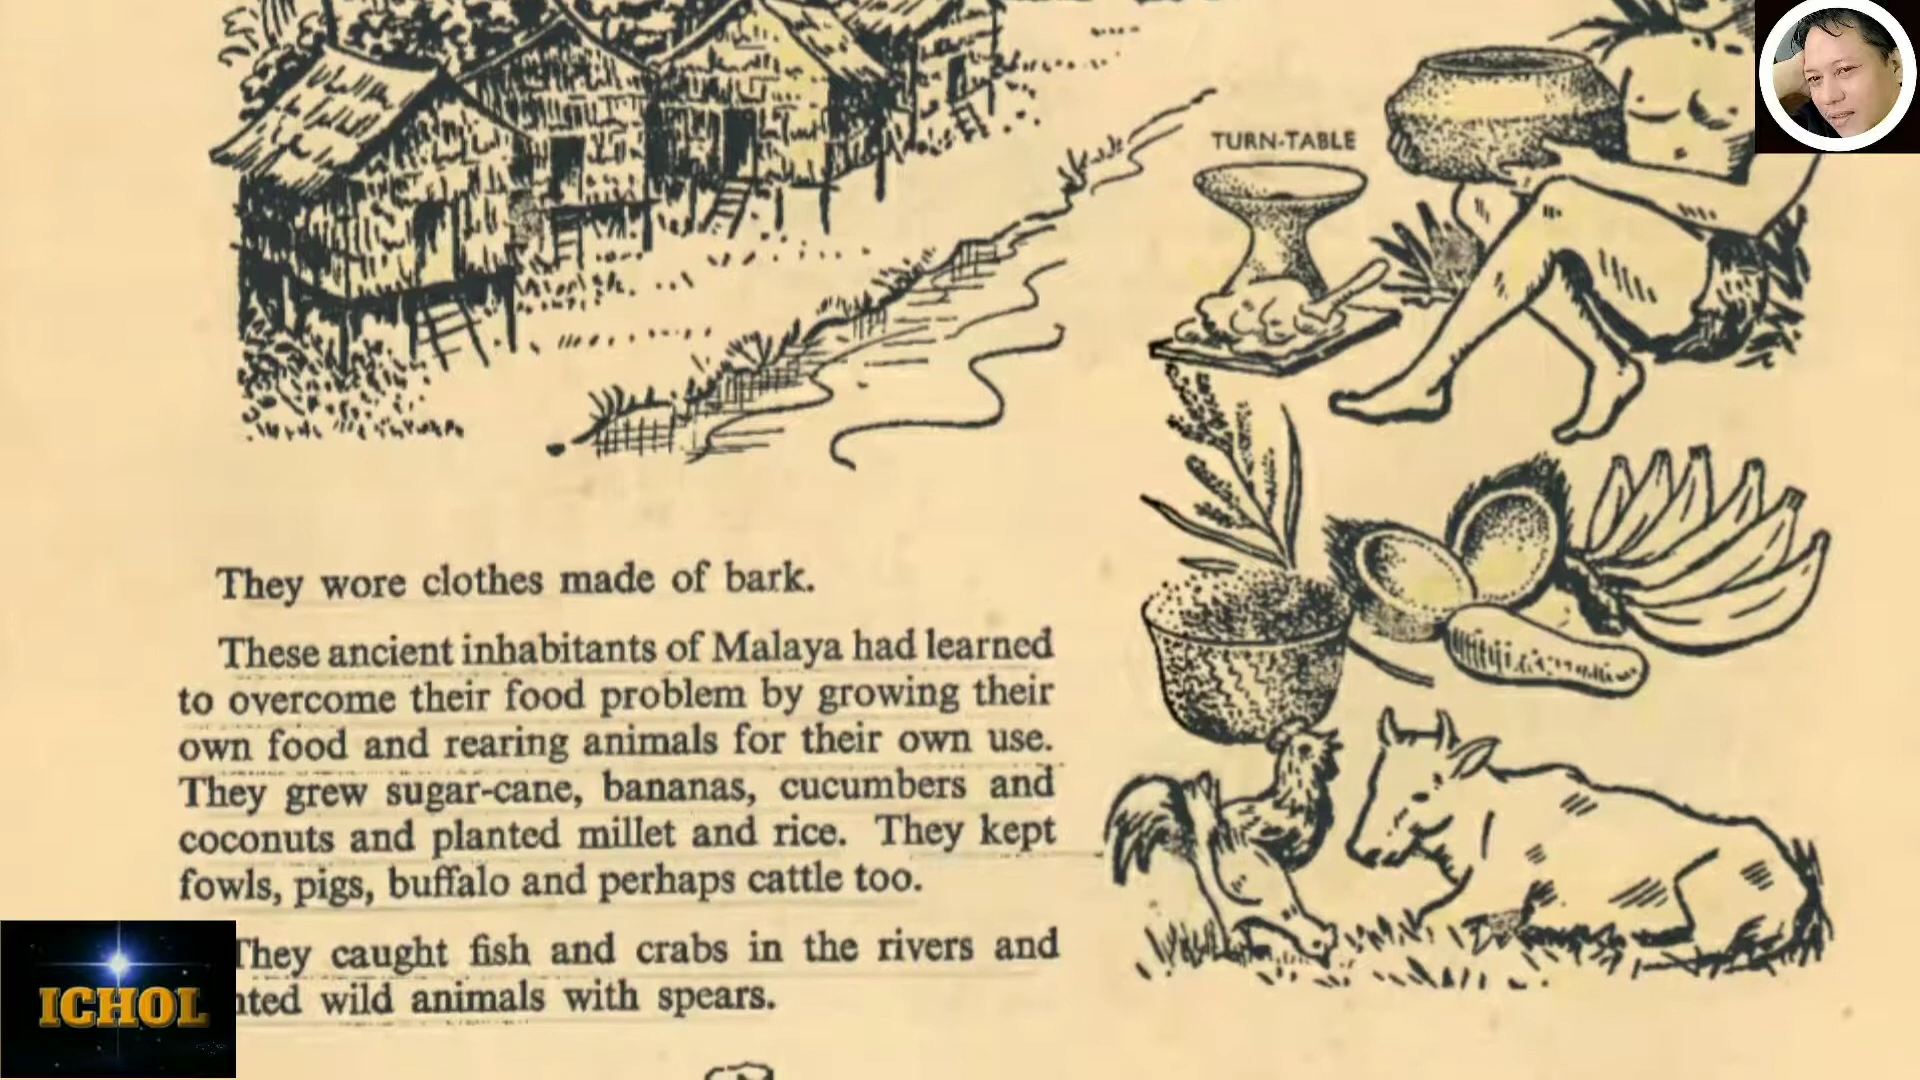 TURN-TABLE
They wore clothes made of bark.
These ancient inhabitants of Malaya had learned
to overcome their food problem by growing their
own food and rearing animals for their own use.
They grew sugar-cane, bananas, cucumbers and
coconuts and planted millet and rice. They kept
fowls, pigs, buffalo and perhaps cattle too.
They caught fish and crabs in the rivers and
nted wild animals with spears.
ICHOL